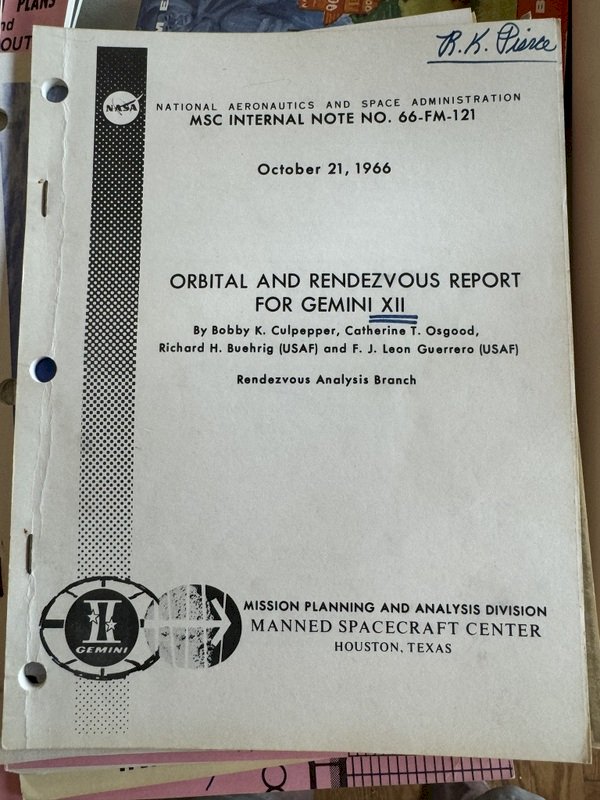 PLANS
OUT
R. K. Pierce
NASA
NATIONAL AERONAUTICS AND SPACE ADMINISTRATION
MSC INTERNAL NOTE NO. 66-FM-121
October 21, 1966
ORBITAL AND RENDEZVOUS REPORT
FOR GEMINI XII
By Bobby K. Culpepper, Catherine T. Osgood,
Richard H. Buehrig (USAF) and F. J. Leon Guerrero (USAF)
Rendezvous Analysis Branch
GEMINI
MISSION PLANNING AND ANALYSIS DIVISION
MANNED SPACECRAFT CENTER
HOUSTON, TEXAS